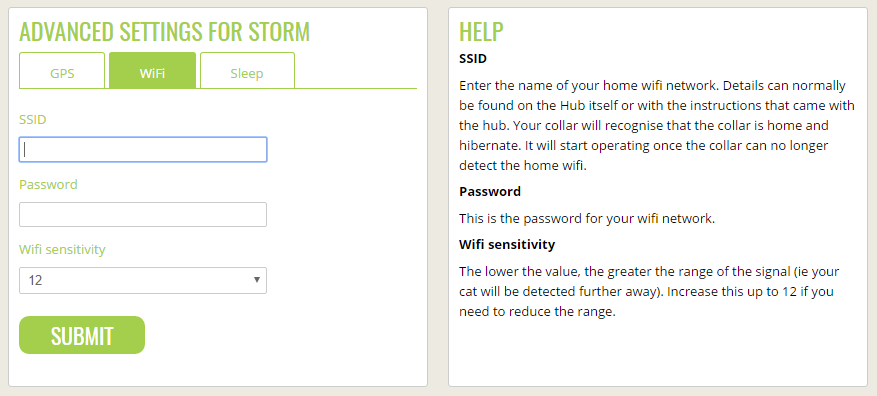 ADVANCED SETTINGS FOR STORM
GPS
WiFi
Sleep
SSID
Password
Wifi sensitivity
12
SUBMIT
HELP
SSID
Enter the name of your home wifi network. Details can normally
be found on the Hub itself or with the instructions that came with
the hub. Your collar will recognise that the collar is home and
hibernate. It will start operating once the collar can no longer
detect the home wifi.
Password
This is the password for your wifi network.
Wifi sensitivity
The lower the value, the greater the range of the signal (ie your
cat will be detected further away). Increase this up to 12 if you
need to reduce the range.